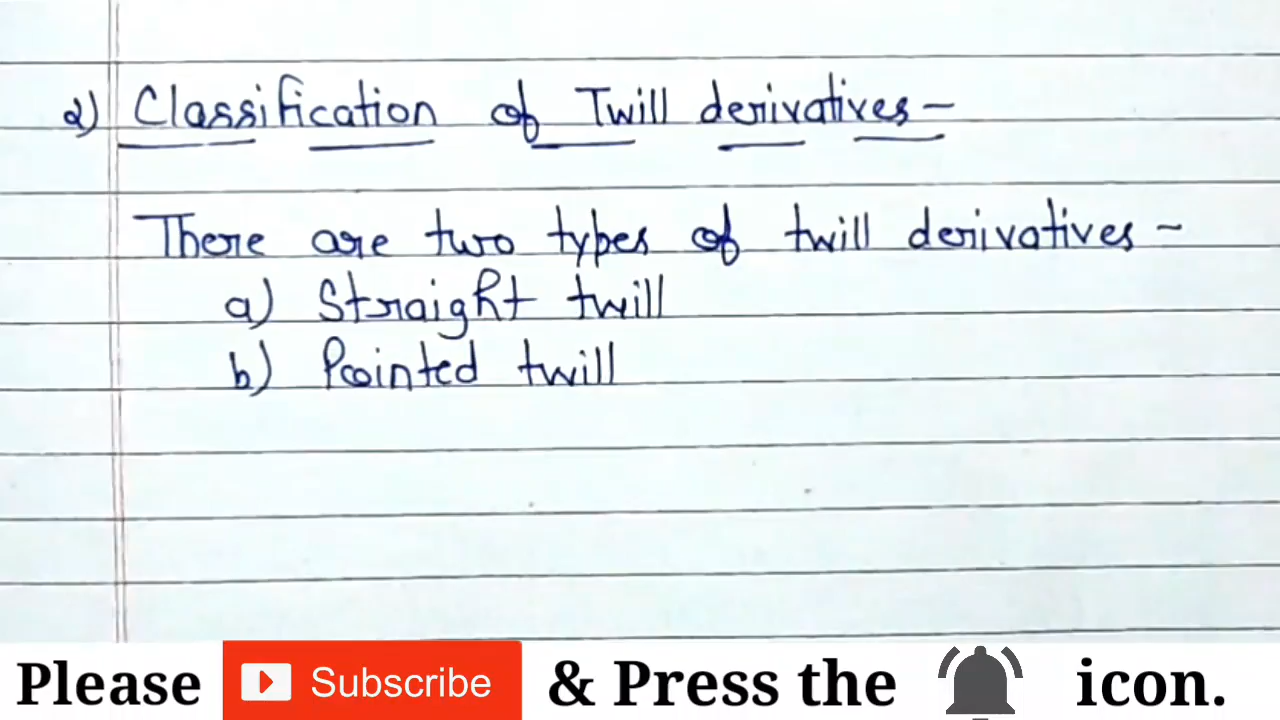 2) Classification of Twill derivatives -
There are two types of twill derivatives -
a) Straight twill
b) Pointed twill
Please Subscribe & Press the icon.